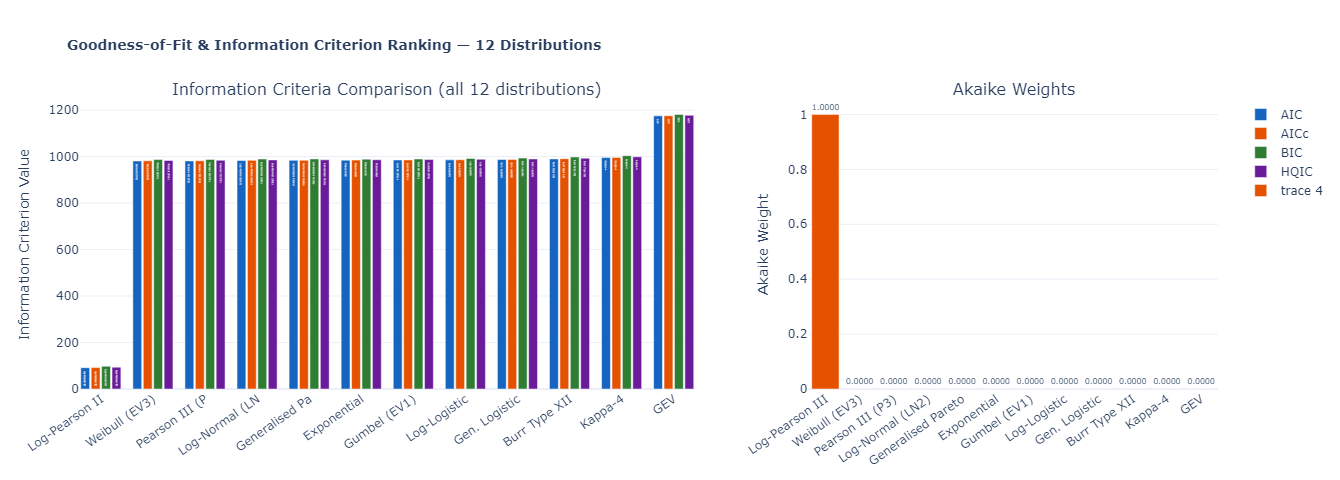 Goodness-of-Fit & Information Criterion Ranking — 12 Distributions
Information Criteria Comparison (all 12 distributions)
Information Criterion Value
1200
1000
800
600
400
200
0
Log-Pearson II
Weibull (EV3)
Pearson III (P
Log-Normal (LN
Generalised Pa
Exponential
Gumbel (EV1)
Log-Logistic
Gen. Logistic
Burr Type XII
Kappa-4
GEV
Akaike Weights
Akaike Weight
1
0.8
0.6
0.4
0.2
0
1.0000
0.0000
0.0000
0.0000
0.0000
0.0000
0.0000
0.0000
0.0000
0.0000
0.0000
0.0000
Log-Pearson III
Weibull (EV3)
Pearson III (P3)
Log-Normal (LN2)
Generalised Pareto
Exponential
Gumbel (EV1)
Log-Logistic
Gen. Logistic
Burr Type XII
Kappa-4
GEV
AIC
AICc
BIC
HQIC
trace 4